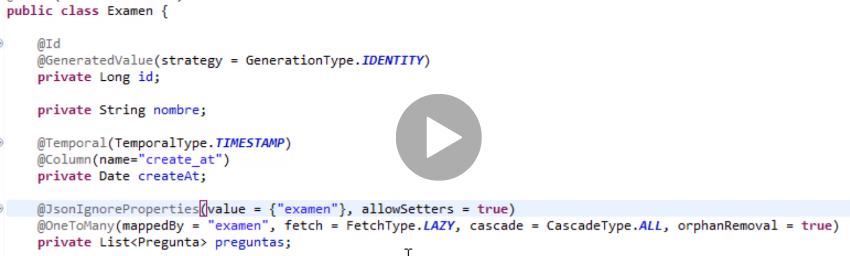 public class Examen {
@Id
@GeneratedValue(strategy = GenerationType.IDENTITY)
private Long id;
private String nombre;
@Temporal(TemporalType.TIMESTAMP)
@Column(name="create_at")
private Date createAt;
@JsonIgnoreProperties(value = {"examen"}, allowSetters = true)
@OneToMany(mappedBy = "examen", fetch = FetchType.LAZY, cascade = CascadeType.ALL, orphanRemoval = true)
private List<Pregunta> preguntas;